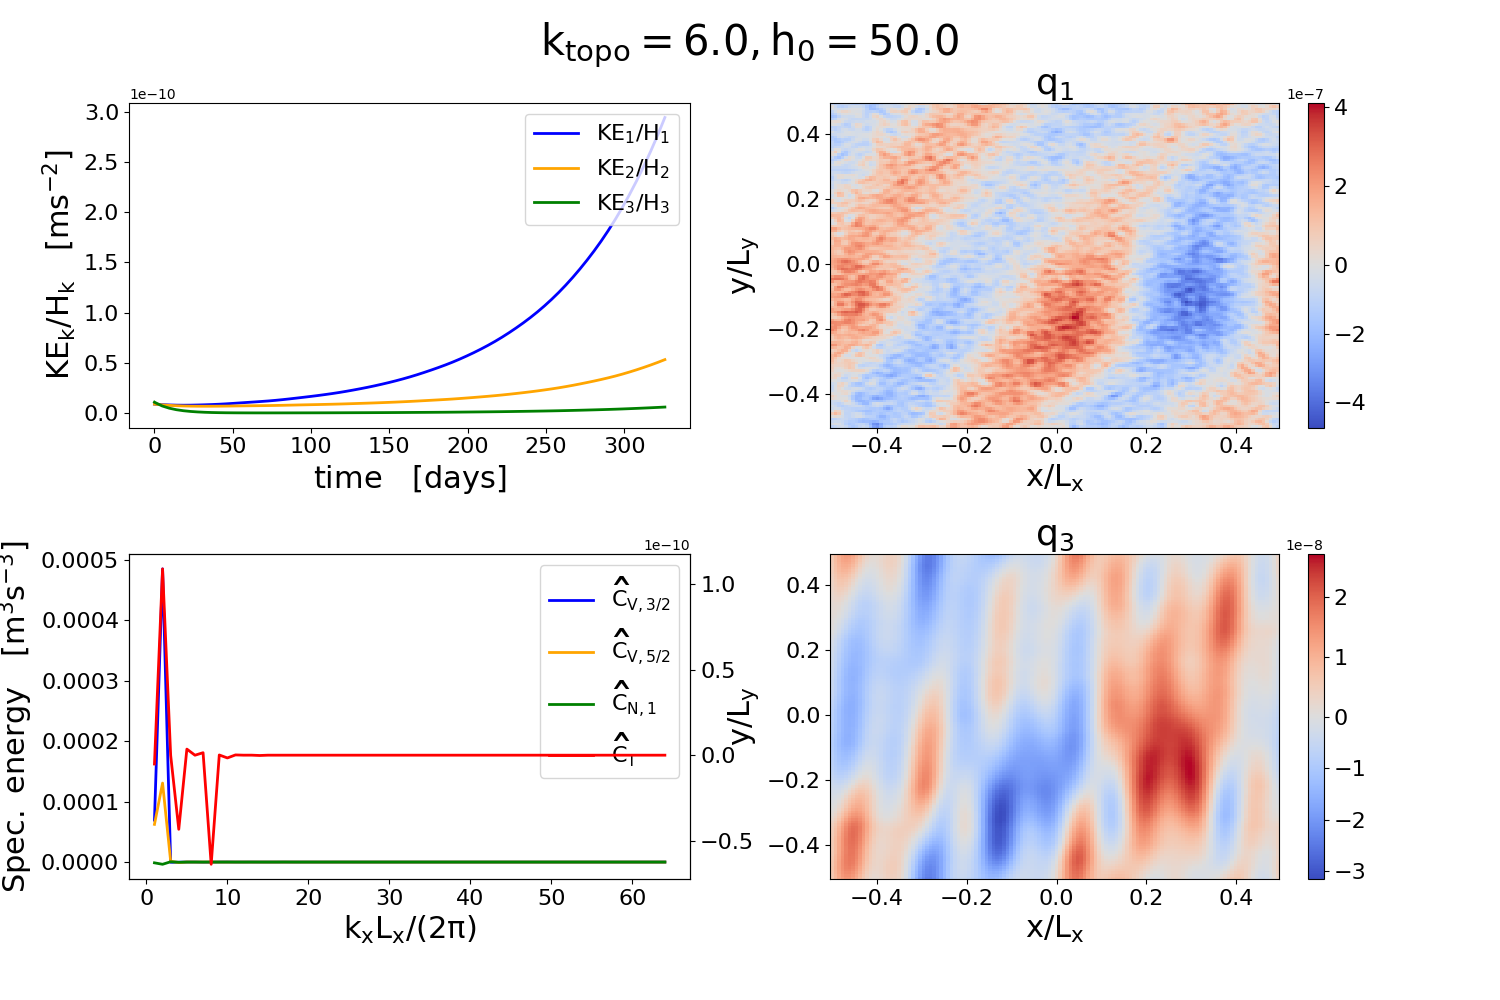 k_topo = 6.0, h_0 = 50.0
1e−10
3.0
2.5
2.0
1.5
1.0
0.5
0.0
KE_k/H_k [ms^−2]
KE_1/H_1
KE_2/H_2
KE_3/H_3
0 50 100 150 200 250 300
time [days]
q_1
1e−7
0.4
0.2
0.0
−0.2
−0.4
y/L_y
−0.4 −0.2 0.0 0.2 0.4
x/L_x
4
2
0
−2
−4
1e−10
0.0005
0.0004
0.0003
0.0002
0.0001
0.0000
Spec. energy [m^3s^−3]
Ĉ_V,3/2
Ĉ_V,5/2
Ĉ_N,1
Ĉ_T
1.0
0.5
0.0
−0.5
0 10 20 30 40 50 60
k_xL_x/(2π)
q_3
1e−8
0.4
0.2
0.0
−0.2
−0.4
y/L_y
−0.4 −0.2 0.0 0.2 0.4
x/L_x
2
1
0
−1
−2
−3